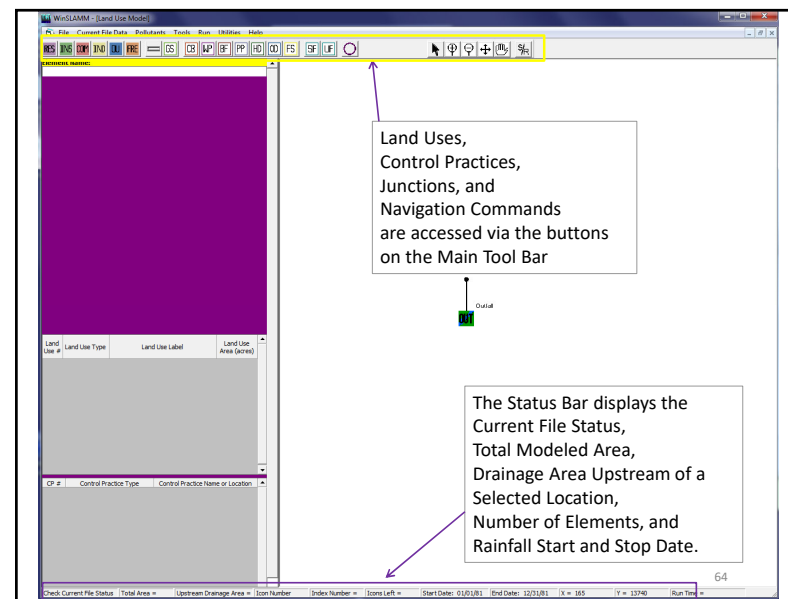 WinSLAMM - [Land Use Model]
File Current File Data Pollutants Tools Run Utilities Help
RES INS COM IND OU FRE GS CB WP BF PP HD OD FS SF UF S/R
Element Name:
Land Uses,
Control Practices,
Junctions, and
Navigation Commands
are accessed via the buttons
on the Main Tool Bar
Outfall
OUT
Land Use # Land Use Type Land Use Label Land Use Area (acres)
The Status Bar displays the
Current File Status,
Total Modeled Area,
Drainage Area Upstream of a
Selected Location,
Number of Elements, and
Rainfall Start and Stop Date.
CP # Control Practice Type Control Practice Name or Location
64
Check Current File Status Total Area = Upstream Drainage Area = Icon Number Index Number = Icons Left = Start Date: 01/01/81 End Date: 12/31/81 X = 165 Y = 13740 Run Time =